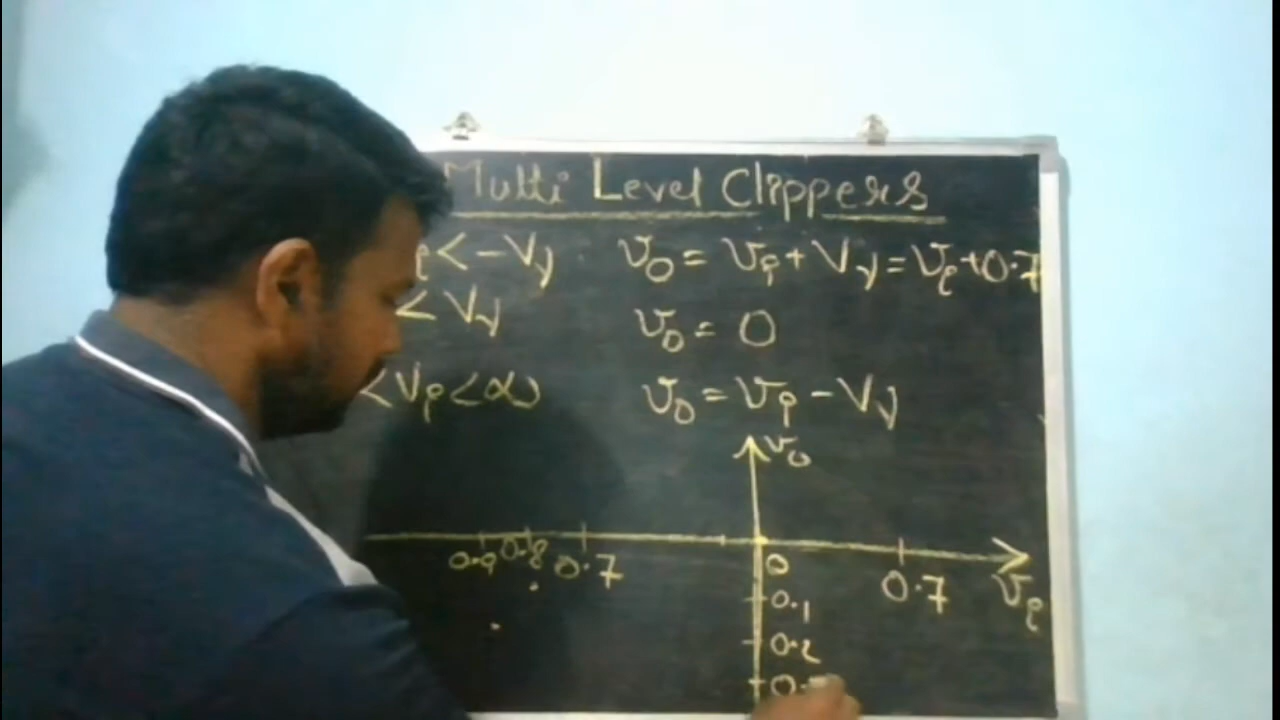 Multi Level Clippers
< -Vγ   vo = vi + Vγ = vi + 0.7
< Vγ   vo = 0
< vi < ∝   vo = vi - Vγ
vo
0.9 0.8 0.7 0 0.7 vi
0.1
0.2